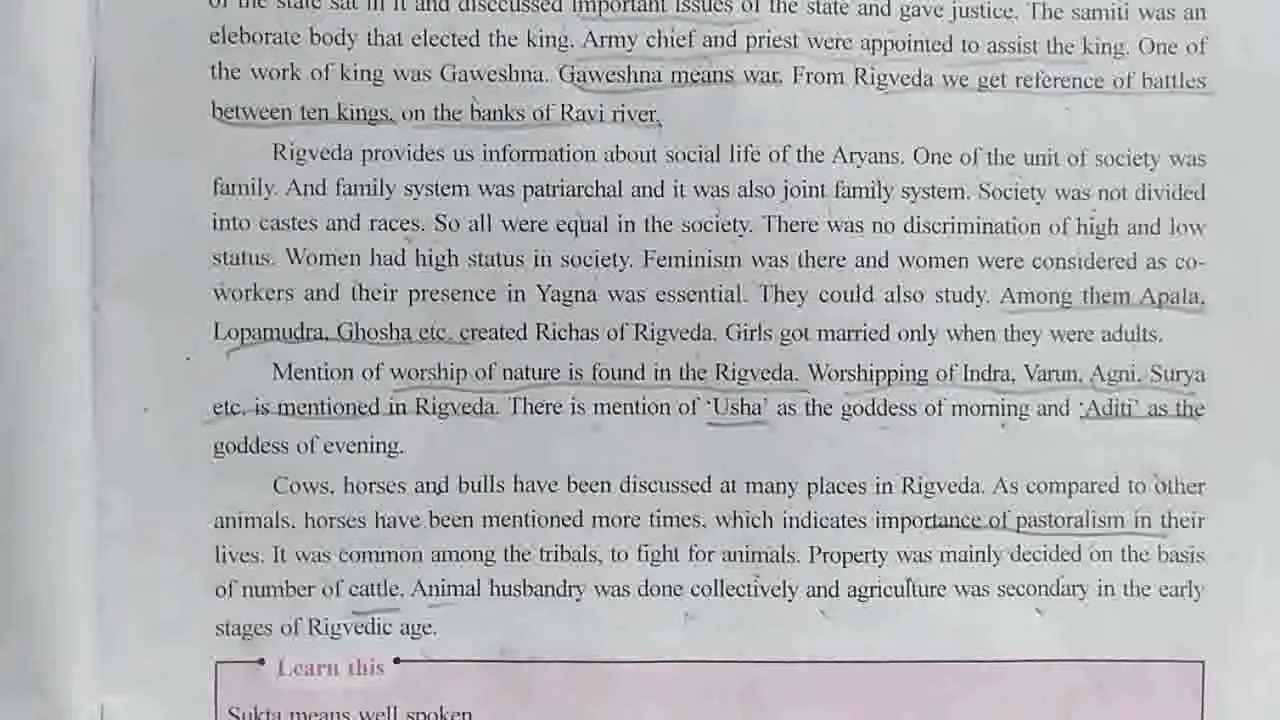 of the state sat in it and disecussed important issues of the state and gave justice. The samiti was an
eleborate body that elected the king. Army chief and priest were appointed to assist the king. One of
the work of king was Gaweshna. Gaweshna means war. From Rigveda we get reference of battles
between ten kings, on the banks of Ravi river.
Rigveda provides us information about social life of the Aryans. One of the unit of society was
family. And family system was patriarchal and it was also joint family system. Society was not divided
into castes and races. So all were equal in the society. There was no discrimination of high and low
status. Women had high status in society. Feminism was there and women were considered as co-
workers and their presence in Yagna was essential. They could also study. Among them Apala,
Lopamudra, Ghosha etc. created Richas of Rigveda. Girls got married only when they were adults.
Mention of worship of nature is found in the Rigveda. Worshipping of Indra, Varun, Agni, Surya
etc. is mentioned in Rigveda. There is mention of 'Usha' as the goddess of morning and 'Aditi' as the
goddess of evening.
Cows, horses and bulls have been discussed at many places in Rigveda. As compared to other
animals, horses have been mentioned more times, which indicates importance of pastoralism in their
lives. It was common among the tribals, to fight for animals. Property was mainly decided on the basis
of number of cattle. Animal husbandry was done collectively and agriculture was secondary in the early
stages of Rigvedic age.
Learn this
Sukta means well spoken